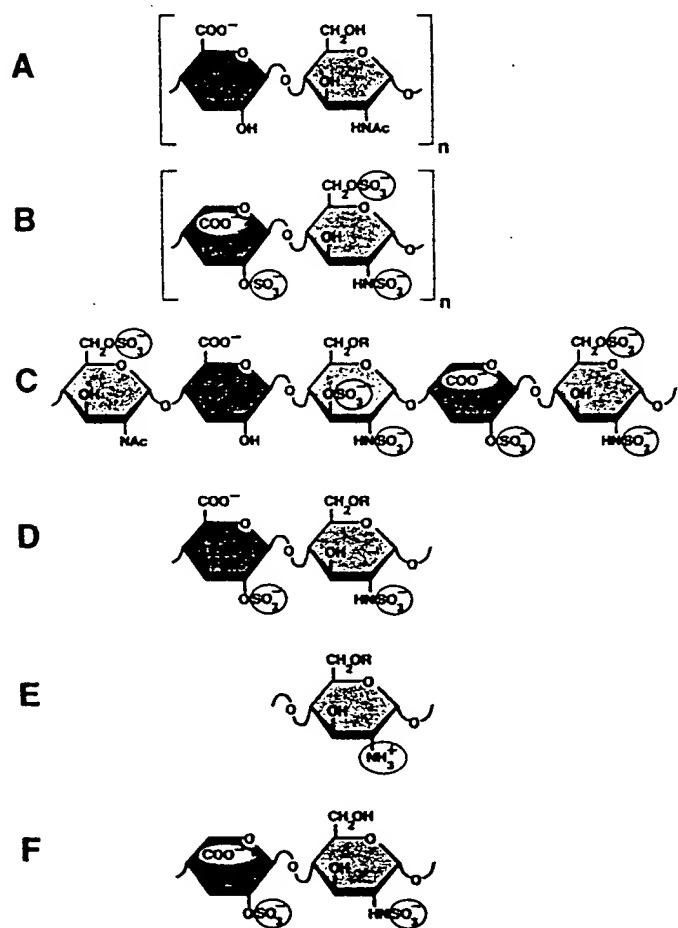 A
COO⁻ CH₂OH
O O
O OH O
OH HNAc
n
B
CH₂OSO₃⁻
COO⁻ O O
O OH O
OSO₃⁻ HNSO₃⁻
n
C
CH₂OSO₃⁻ COO⁻ CH₂OR CH₂OSO₃⁻
O O O O O
OH O O OSO₃⁻ O COO⁻ O OH O
NAc OH HNSO₃⁻ OSO₃⁻ HNSO₃⁻
D
COO⁻ CH₂OR
O O
O OH O
OSO₃⁻ HNSO₃⁻
E
CH₂OR
O
O OH O
NH₃⁺
F
CH₂OH
COO⁻ O O
O OH O
OSO₃⁻ HNSO₃⁻